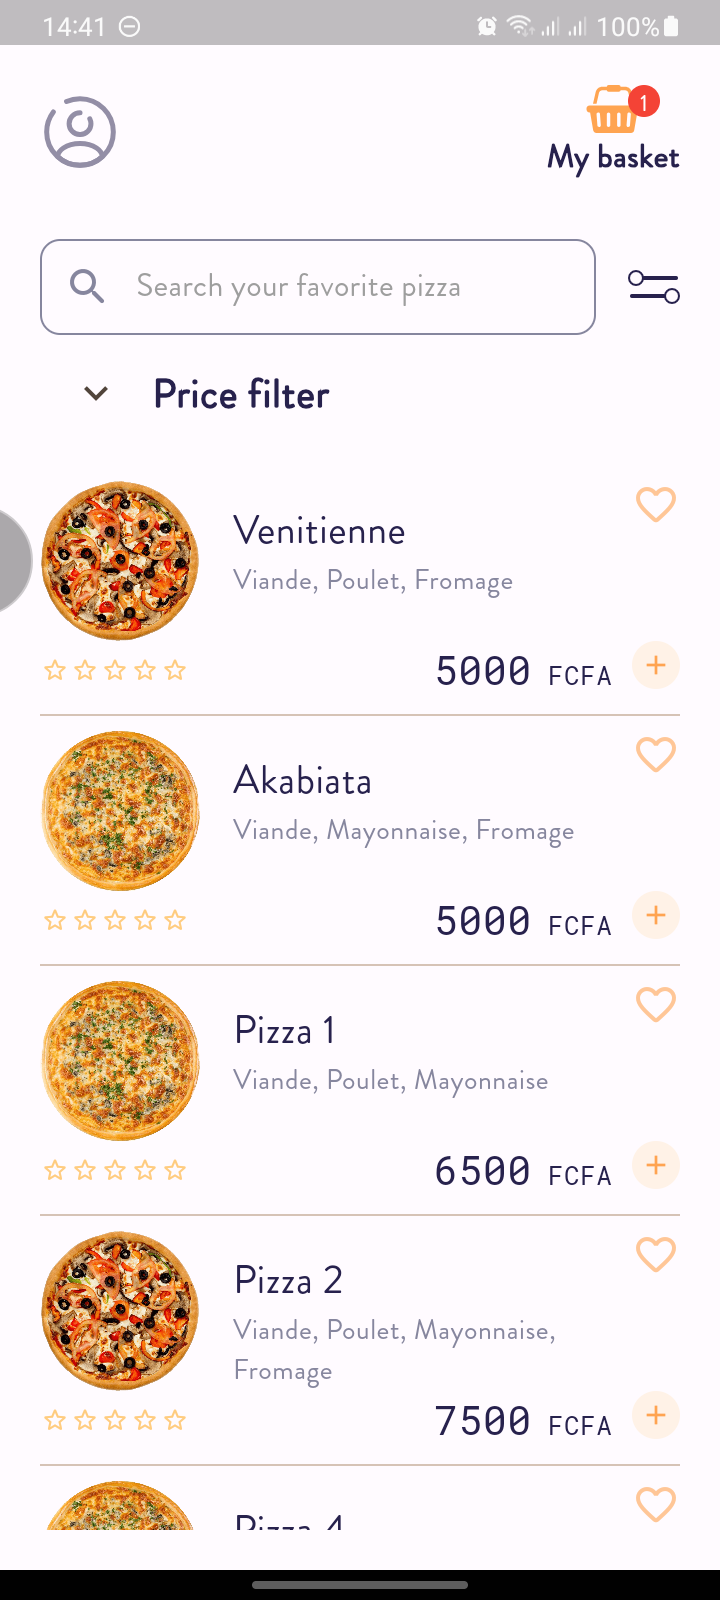 14:41
100%
1
My basket
Search your favorite pizza
Price filter
Venitienne
Viande, Poulet, Fromage
5000 FCFA
Akabiata
Viande, Mayonnaise, Fromage
5000 FCFA
Pizza 1
Viande, Poulet, Mayonnaise
6500 FCFA
Pizza 2
Viande, Poulet, Mayonnaise,
Fromage
7500 FCFA
Pizza 4